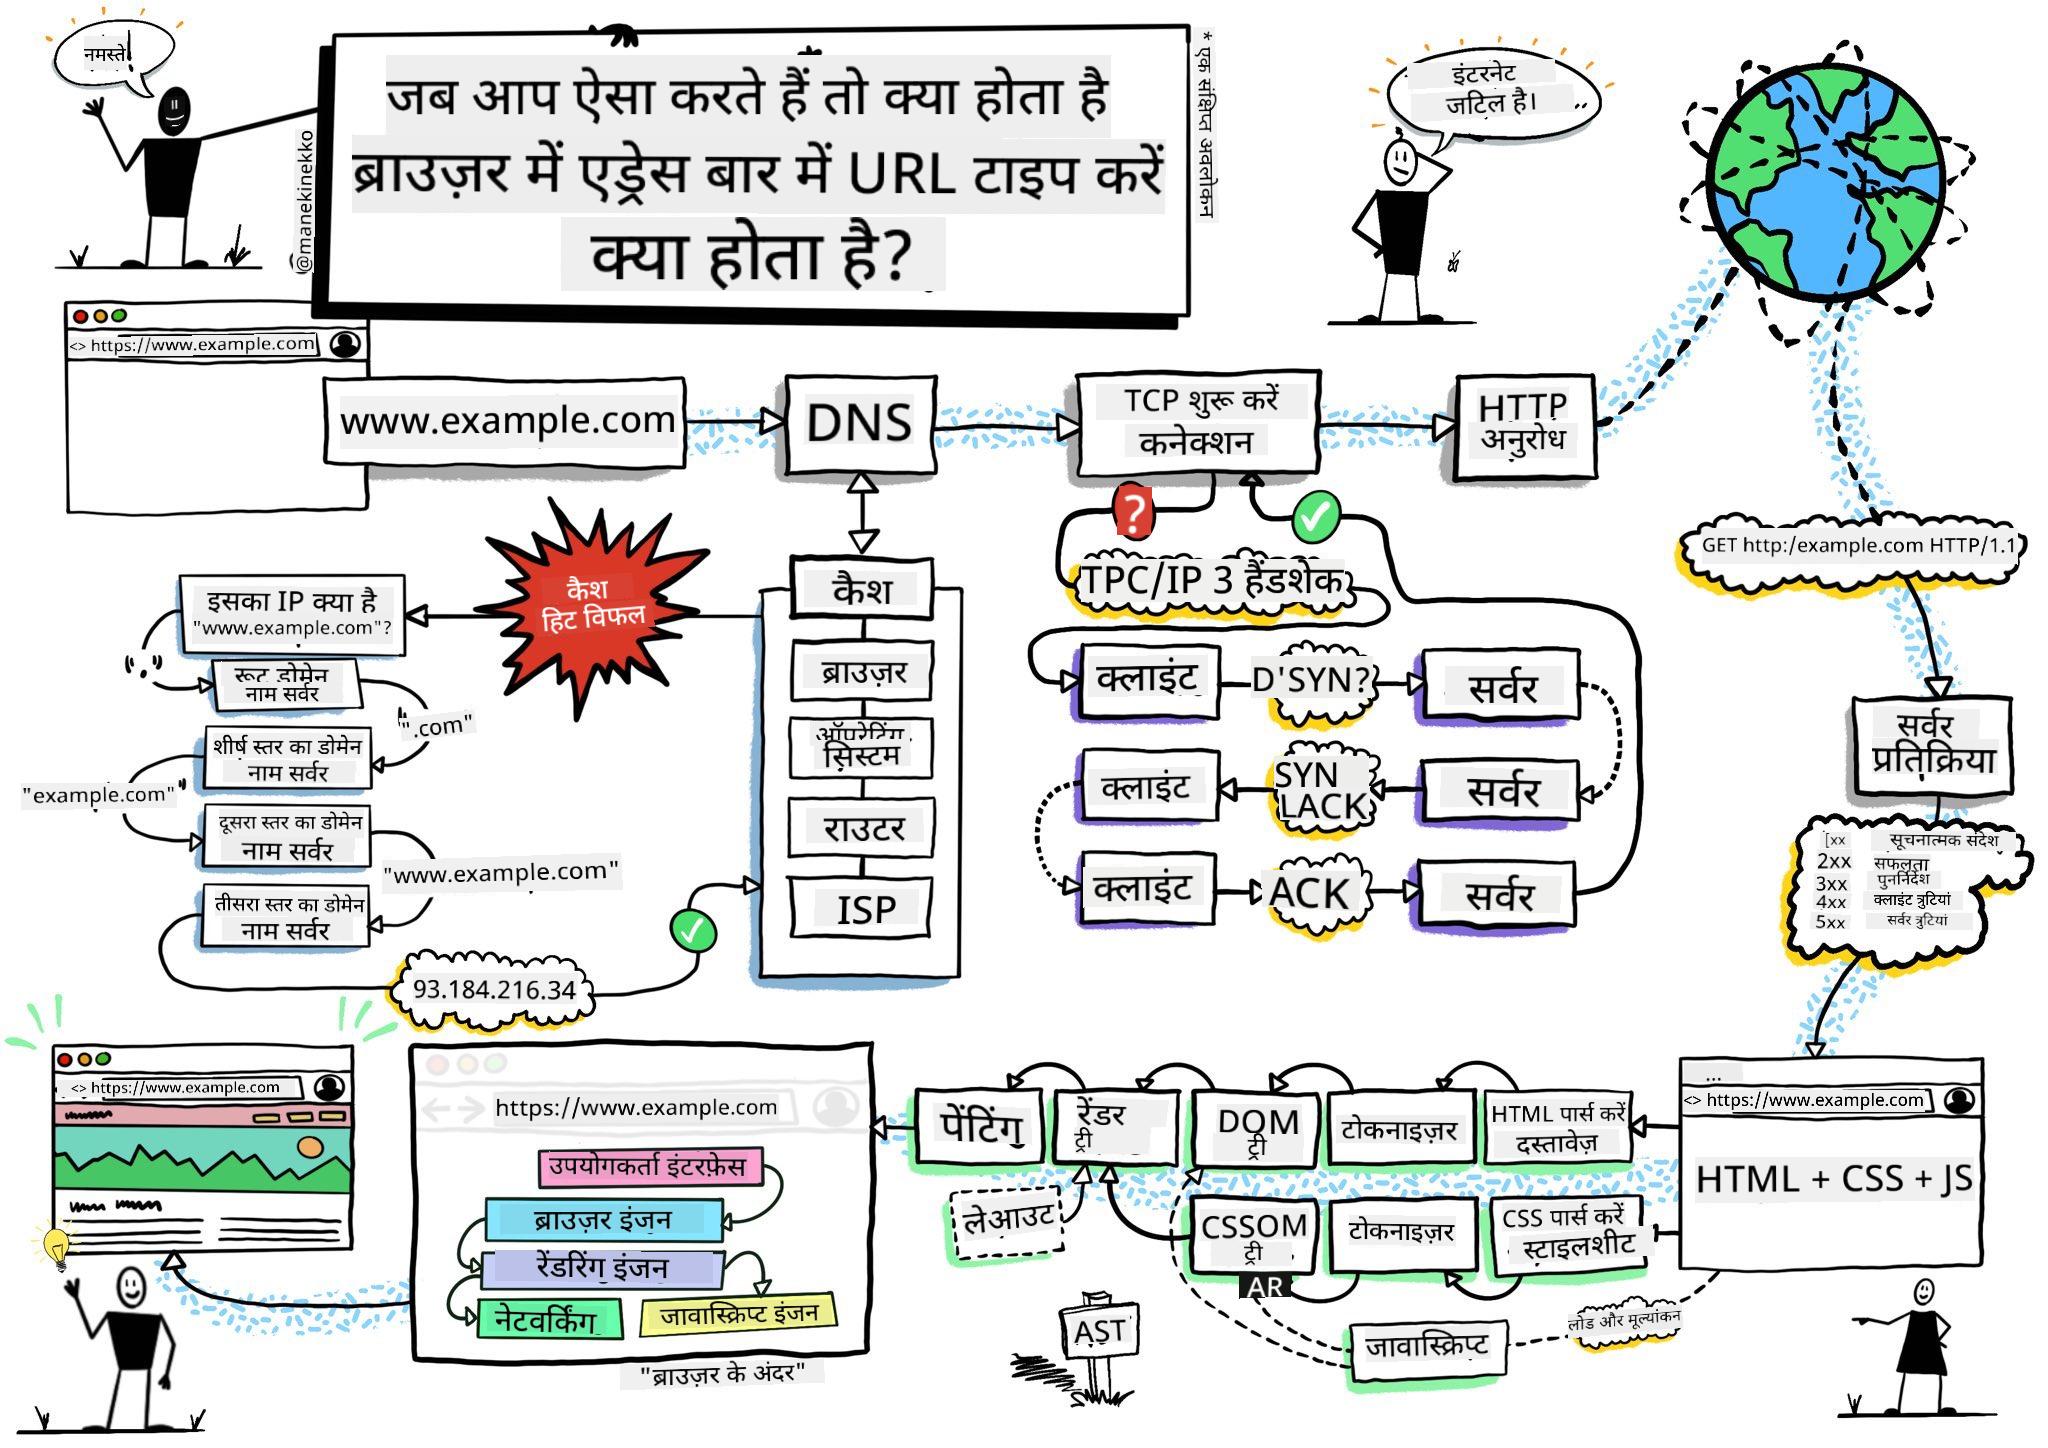 नमस्ते!
जब आप ऐसा करते हैं तो क्या होता है
ब्राउज़र में एड्रेस बार में URL टाइप करें
क्या होता है?
@manekinekko
* एक संक्षिप्त अवलोकन
इंटरनेट
जटिल है।
<> https://www.example.com
www.example.com
DNS
TCP शुरू करें
कनेक्शन
HTTP
अनुरोध
GET http:/example.com HTTP/1.1
सर्वर
प्रतिक्रिया
[xx सूचनात्मक संदेश
2xx सफलता
3xx पुनर्निर्देश
4xx क्लाइंट त्रुटियां
5xx सर्वर त्रुटियां
कैश
ब्राउज़र
ऑपरेटिंग
सिस्टम
राउटर
ISP
कैश
हिट विफल
इसका IP क्या है
"www.example.com"?
रूट डोमेन
नाम सर्वर
".com"
शीर्ष स्तर का डोमेन
नाम सर्वर
"example.com"
दूसरा स्तर का डोमेन
नाम सर्वर
"www.example.com"
तीसरा स्तर का डोमेन
नाम सर्वर
93.184.216.34
?
TPC/IP 3 हैंडशेक
क्लाइंट
D'SYN?
सर्वर
क्लाइंट
SYN
LACK
सर्वर
क्लाइंट
ACK
सर्वर
...
<> https://www.example.com
HTML + CSS + JS
HTML पार्स करें
दस्तावेज़
टोकनाइज़र
DOM
ट्री
रेंडर
ट्री
पेंटिंग
लेआउट
CSS पार्स करें
स्टाइलशीट
टोकनाइज़र
CSSOM
ट्री
AR
जावास्क्रिप्ट
लोड और मूल्यांकन
AST
https://www.example.com
उपयोगकर्ता इंटरफ़ेस
ब्राउज़र इंजन
रेंडरिंग इंजन
नेटवर्किंग
जावास्क्रिप्ट इंजन
"ब्राउज़र के अंदर"
<> https://www.example.com